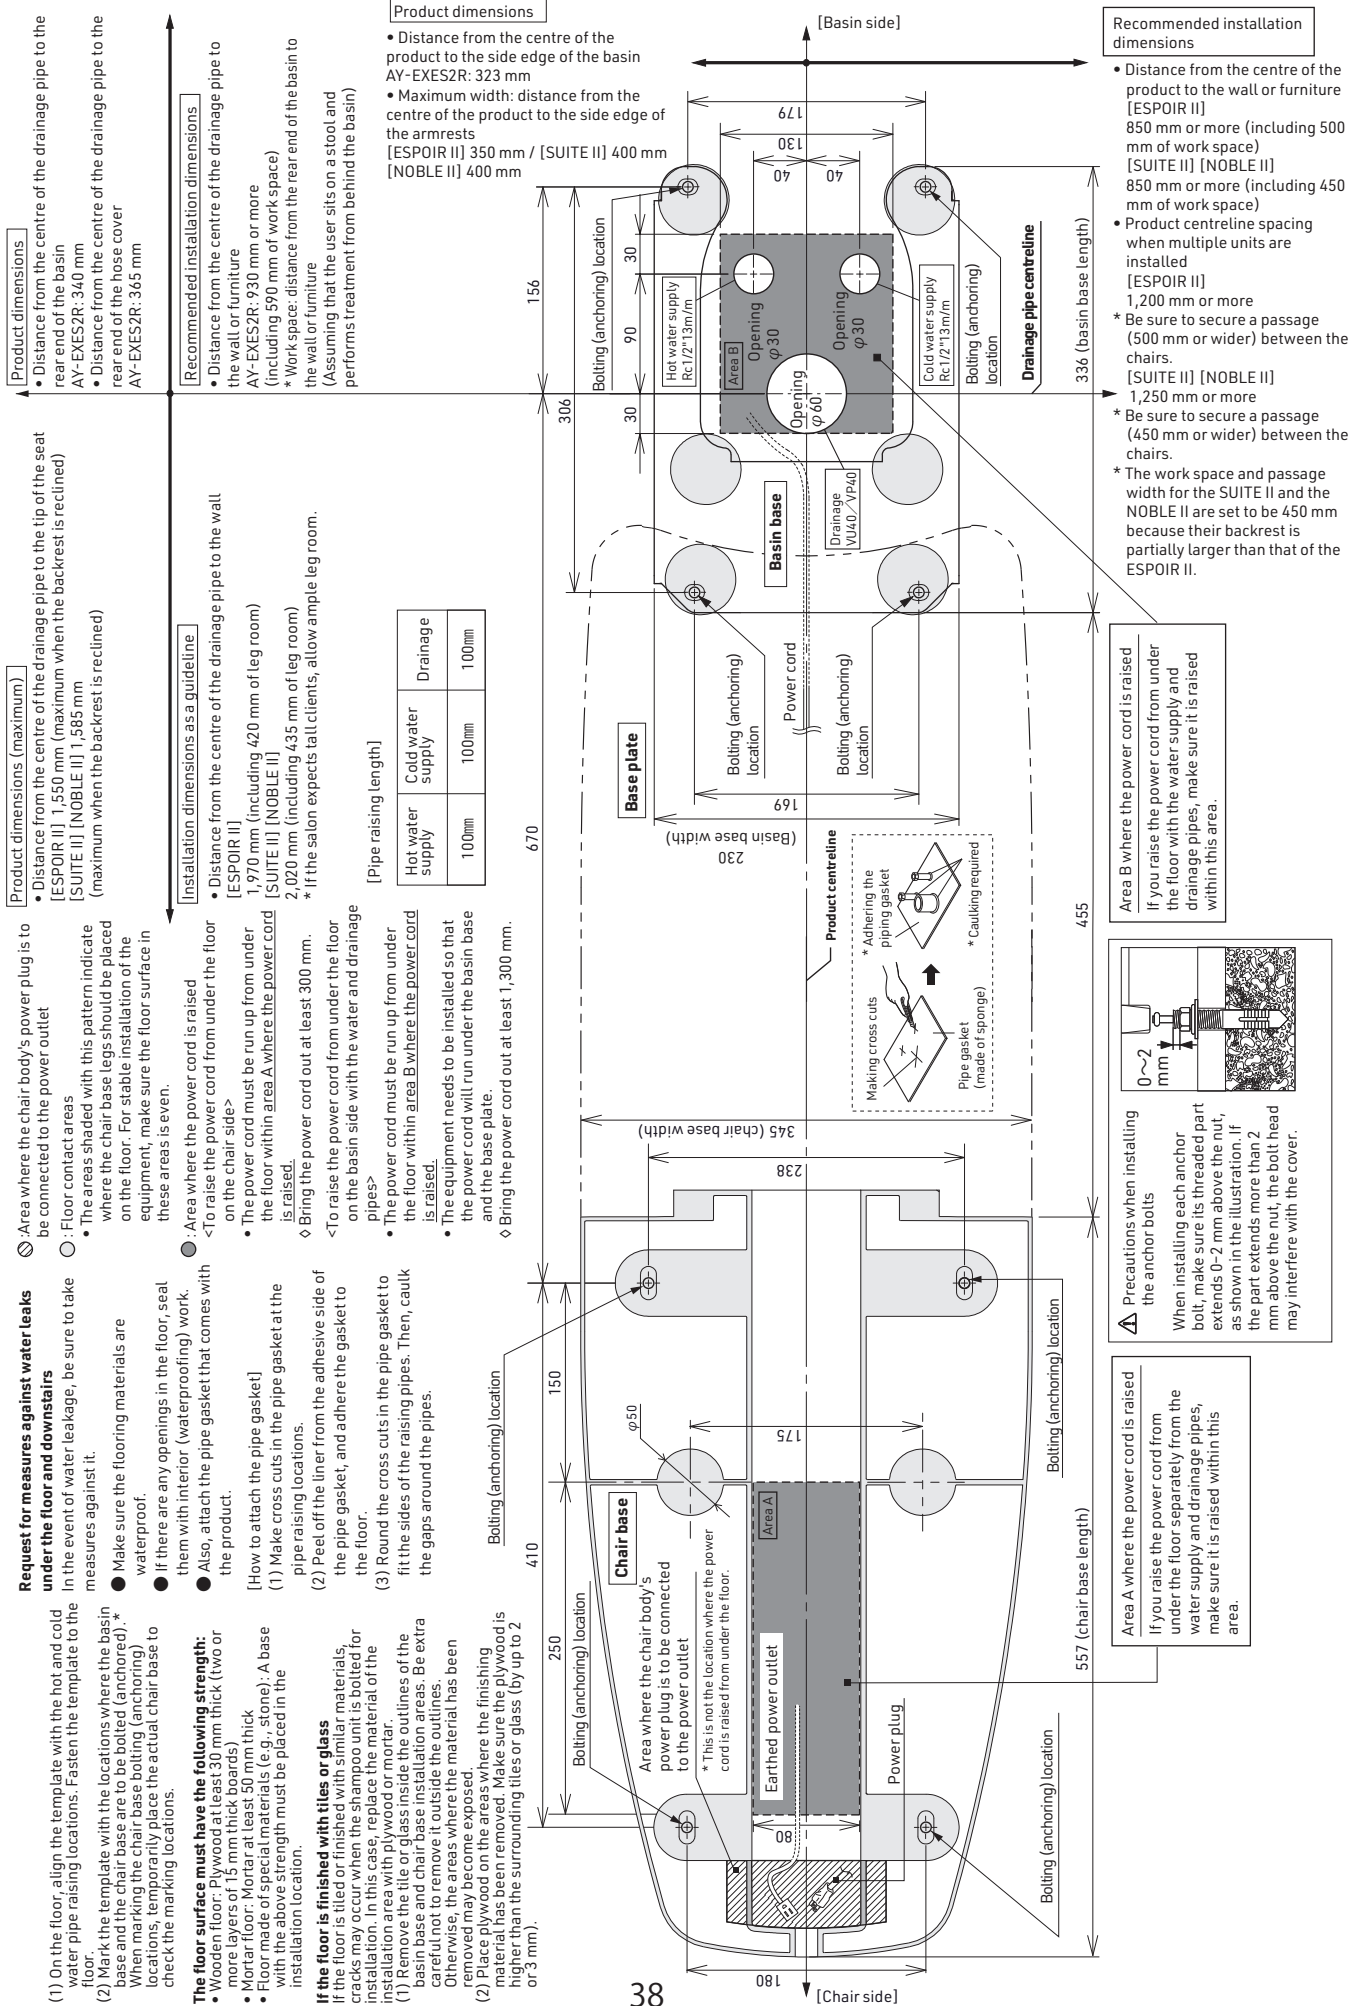 (1) On the floor, align the template with the hot and cold
water pipe raising locations. Fasten the template to the
floor.
(2) Mark the template with the locations where the basin
base and the chair base are to be bolted (anchored).*
When marking the chair base bolting (anchoring)
locations, temporarily place the actual chair base to
check the marking locations.
The floor surface must have the following strength:
• Wooden floor: Plywood at least 30 mm thick (two or
more layers of 15 mm thick boards)
• Mortar floor: Mortar at least 50 mm thick
• Floor made of special materials (e.g., stone): A base
with the above strength must be placed in the
installation location.
If the floor is finished with tiles or glass
If the floor is tiled or finished with similar materials,
cracks may occur when the shampoo unit is bolted for
installation. In this case, replace the material of the
installation area with plywood or mortar.
(1) Remove the tile or glass inside the outlines of the
basin base and chair base installation areas. Be extra
careful not to remove it outside the outlines.
Otherwise, the areas where the material has been
removed may become exposed.
(2) Place plywood on the areas where the finishing
material has been removed. Make sure the plywood is
higher than the surrounding tiles or glass (by up to 2
or 3 mm).
Request for measures against water leaks
under the floor and downstairs
In the event of water leakage, be sure to take
measures against it.
● Make sure the flooring materials are
waterproof.
● If there are any openings in the floor, seal
them with interior (waterproofing) work.
● Also, attach the pipe gasket that comes with
the product.
[How to attach the pipe gasket]
(1) Make cross cuts in the pipe gasket at the
pipe raising locations.
(2) Peel off the liner from the adhesive side of
the pipe gasket, and adhere the gasket to
the floor.
(3) Round the cross cuts in the pipe gasket to
fit the sides of the raising pipes. Then, caulk
the gaps around the pipes.
:Area where the chair body's power plug is to
be connected to the power outlet
: Floor contact areas
• The areas shaded with this pattern indicate
where the chair base legs should be placed
on the floor. For stable installation of the
equipment, make sure the floor surface in
these areas is even.
: Area where the power cord is raised
<To raise the power cord from under the floor
on the chair side>
• The power cord must be run up from under
the floor within area A where the power cord
is raised.
◇ Bring the power cord out at least 300 mm.
<To raise the power cord from under the floor
on the basin side with the water and drainage
pipes>
• The power cord must be run up from under
the floor within area B where the power cord
is raised.
• The equipment needs to be installed so that
the power cord will run under the basin base
and the base plate.
◇ Bring the power cord out at least 1,300 mm.
Product dimensions (maximum)
• Distance from the centre of the drainage pipe to the tip of the seat
[ESPOIR II] 1,550 mm (maximum when the backrest is reclined)
[SUITE II] [NOBLE II] 1,585 mm
(maximum when the backrest is reclined)
Installation dimensions as a guideline
• Distance from the centre of the drainage pipe to the wall
[ESPOIR II]
1,970 mm (including 420 mm of leg room)
[SUITE II] [NOBLE II]
2,020 mm (including 435 mm of leg room)
* If the salon expects tall clients, allow ample leg room.
[Pipe raising length]
Hot water supply	Cold water supply	Drainage
100mm	100mm	100mm
Product dimensions
• Distance from the centre of the drainage pipe to the
rear end of the basin
AY-EXES2R: 340 mm
• Distance from the centre of the drainage pipe to the
rear end of the hose cover
AY-EXES2R: 365 mm
Recommended installation dimensions
• Distance from the centre of the drainage pipe to
the wall or furniture
AY-EXES2R: 930 mm or more
(including 590 mm of work space)
* Work space: distance from the rear end of the basin to
the wall or furniture
(Assuming that the user sits on a stool and
performs treatment from behind the basin)
Product dimensions
• Distance from the centre of the
product to the side edge of the basin
AY-EXES2R: 323 mm
• Maximum width: distance from the
centre of the product to the side edge of
the armrests
[ESPOIR II] 350 mm / [SUITE II] 400 mm
[NOBLE II] 400 mm
[Basin side]
Recommended installation
dimensions
• Distance from the centre of the
product to the wall or furniture
[ESPOIR II]
850 mm or more (including 500
mm of work space)
[SUITE II] [NOBLE II]
850 mm or more (including 450
mm of work space)
• Product centreline spacing
when multiple units are
installed
[ESPOIR II]
1,200 mm or more
* Be sure to secure a passage
(500 mm or wider) between the
chairs.
[SUITE II] [NOBLE II]
1,250 mm or more
* Be sure to secure a passage
(450 mm or wider) between the
chairs.
* The work space and passage
width for the SUITE II and the
NOBLE II are set to be 450 mm
because their backrest is
partially larger than that of the
ESPOIR II.
410
670
156
250
150
306
30
90
30
179
130
40
40
Bolting (anchoring) location
Hot water supply
Rc1/2"13m/m
Area B
Opening
φ30
Opening
φ60
Opening
φ30
Cold water supply
Rc1/2"13m/m
Bolting (anchoring)
location
Drainage pipe centreline
336 (basin base length)
Drainage
VU40／VP40
Basin base
Power cord
Bolting (anchoring)
location
Bolting (anchoring)
location
Base plate
169
230
(Basin base width)
Product centreline
Making cross cuts
* Adhering the
piping gasket
Pipe gasket
(made of sponge)
* Caulking required
345 (chair base width)
238
455
Bolting (anchoring) location
φ50
175
Bolting (anchoring) location
Chair base
Area A
Area where the chair body's
power plug is to be connected
to the power outlet
* This is not the location where the power
cord is raised from under the floor.
Bolting (anchoring) location
Earthed power outlet
80
Power plug
Bolting (anchoring) location
180
557 (chair base length)
[Chair side]
Area A where the power cord is raised
If you raise the power cord from
under the floor separately from the
water supply and drainage pipes,
make sure it is raised within this
area.
Precautions when installing
the anchor bolts
When installing each anchor
bolt, make sure its threaded part
extends 0–2 mm above the nut,
as shown in the illustration. If
the part extends more than 2
mm above the nut, the bolt head
may interfere with the cover.
0～2
mm
Area B where the power cord is raised
If you raise the power cord from under
the floor with the water supply and
drainage pipes, make sure it is raised
within this area.
38